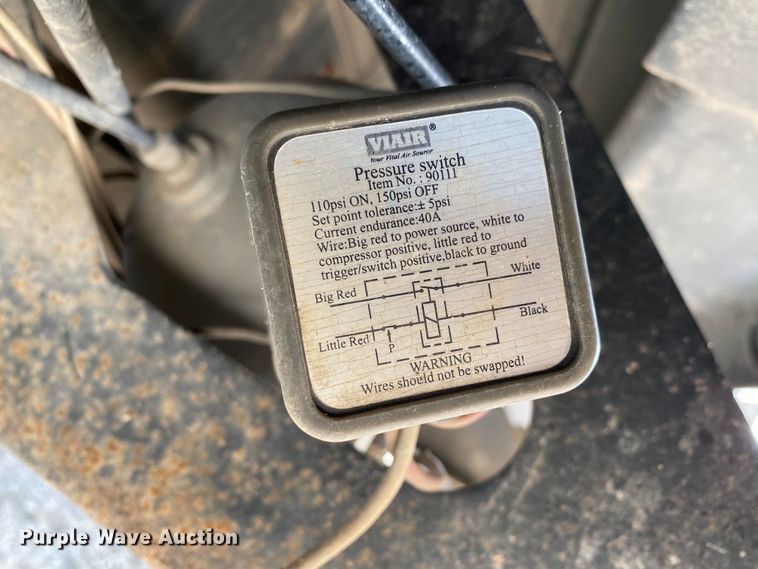 VIAIR®
Your Vital Air Source
Pressure switch
Item No.: 90111
110psi ON, 150psi OFF
Set point tolerance:± 5psi
Current endurance:40A
Wire:Big red to power source, white to
compressor positive, little red to
trigger/switch positive.black to ground
Big Red White
Little Red Black
P
WARNING
Wires should not be swapped!
Purple Wave Auction